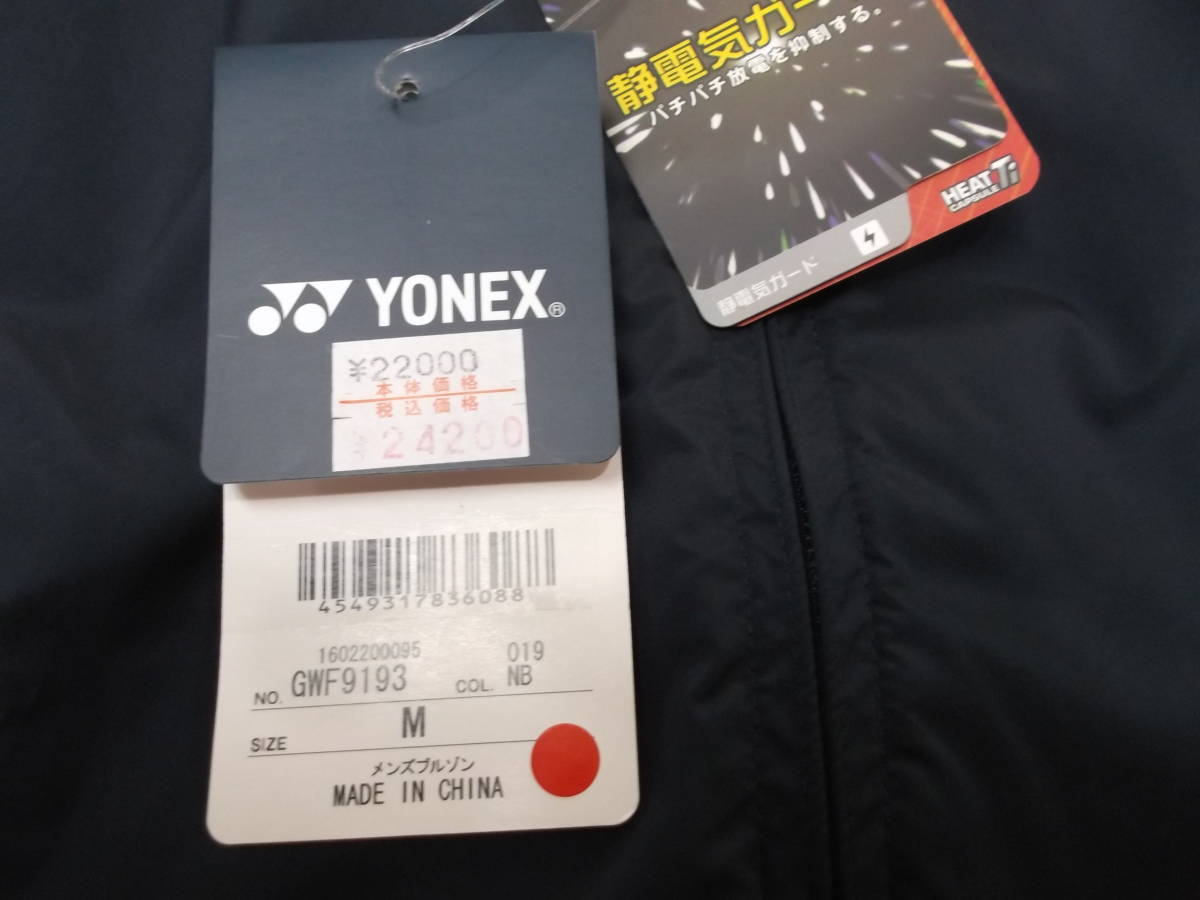 静電気ガー
パチパチ放電を抑制する。
HEAT Ti
CAPSULE
静電気ガード
YONEX®
¥22000
本体価格
税込価格
¥24200
4549317836088
1602200095 019
NO. GWF9193 COL. NB
SIZE M
メンズブルゾン
MADE IN CHINA